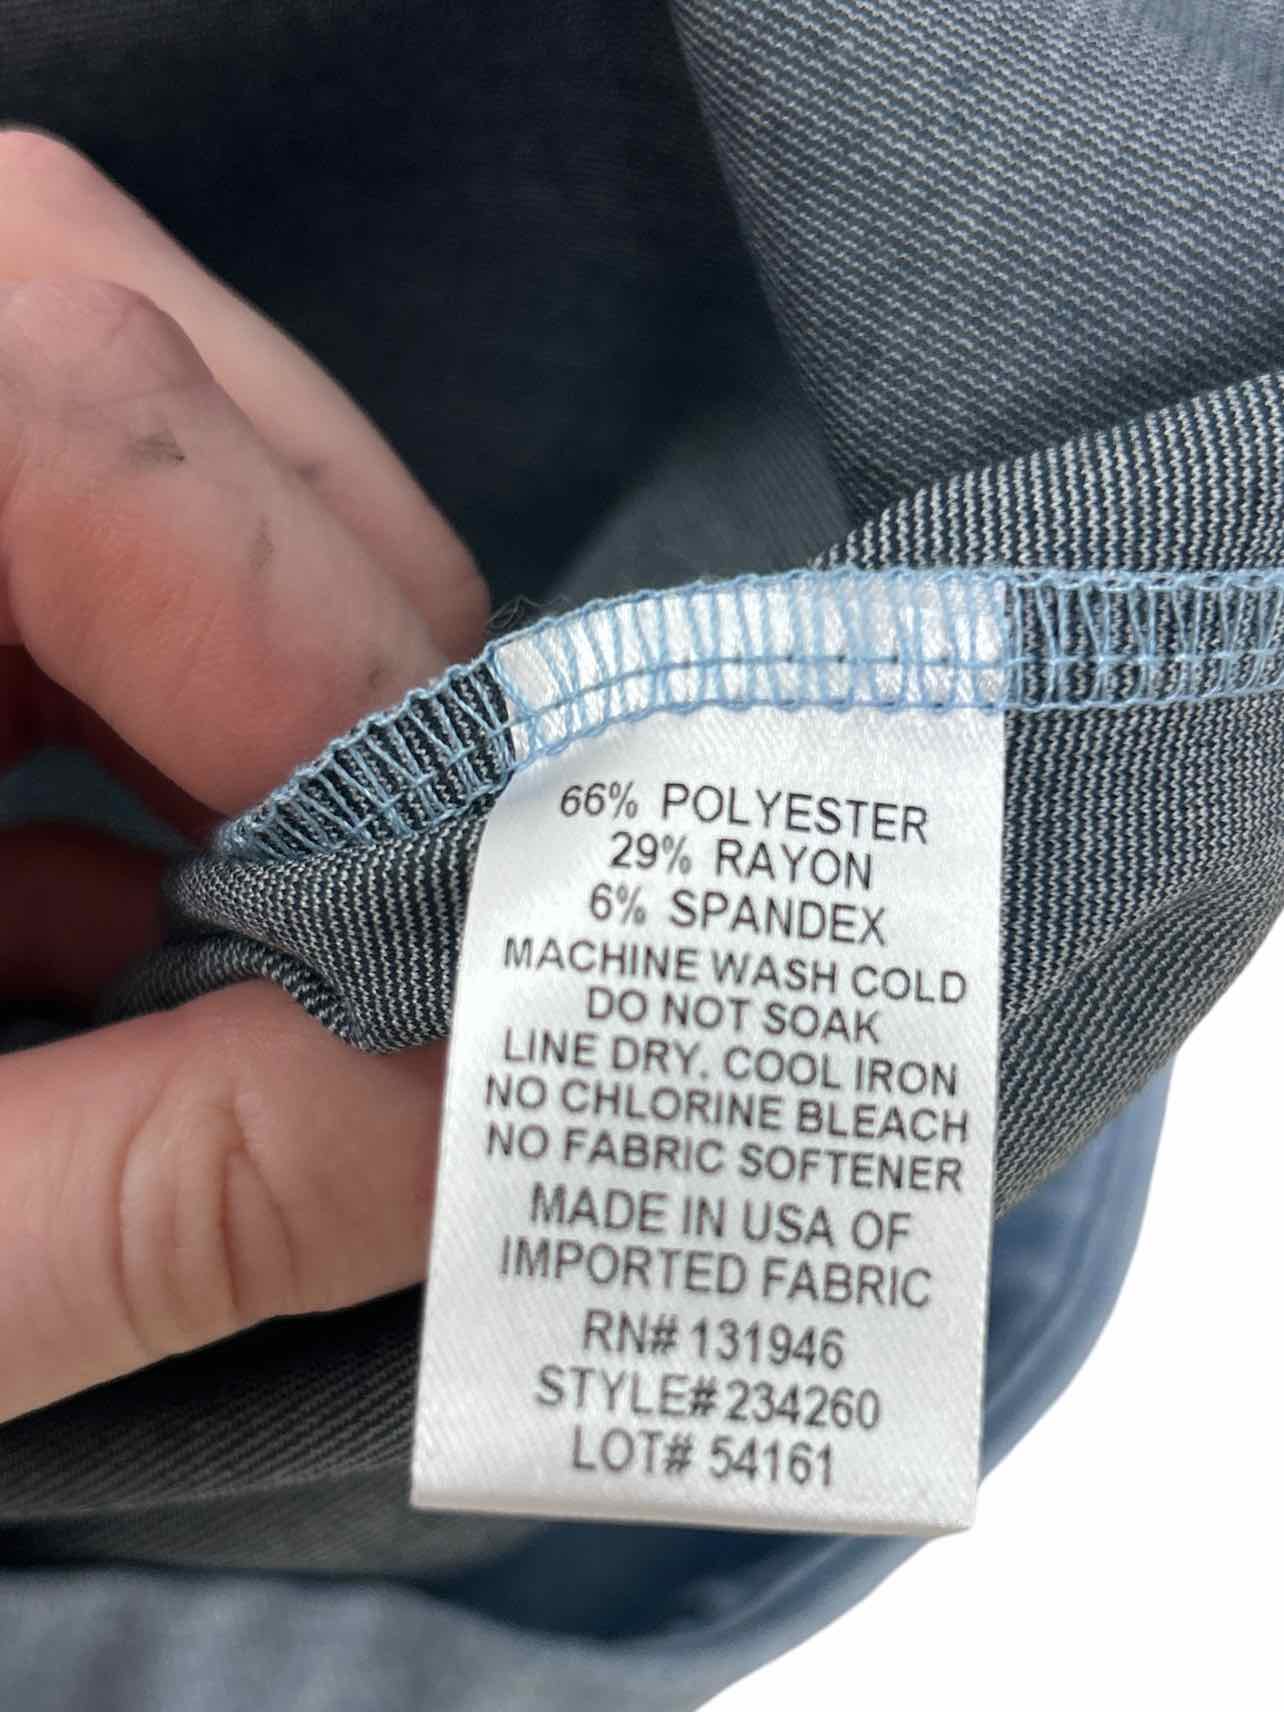 66% POLYESTER
29% RAYON
6% SPANDEX
MACHINE WASH COLD
DO NOT SOAK
LINE DRY. COOL IRON
NO CHLORINE BLEACH
NO FABRIC SOFTENER
MADE IN USA OF
IMPORTED FABRIC
RN# 131946
STYLE# 234260
LOT# 54161